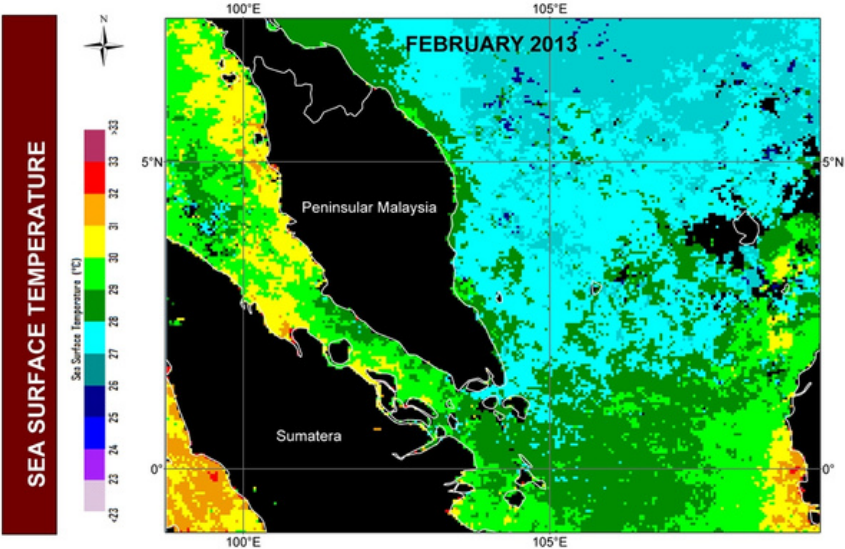 SEA SURFACE TEMPERATURE
N
Sea Surface Temperature (°C)
>33
33
32
31
30
29
28
27
26
25
24
23
<23
100°E
105°E
FEBRUARY 2013
5°N
5°N
Peninsular Malaysia
Sumatera
0°
0°
100°E
105°E